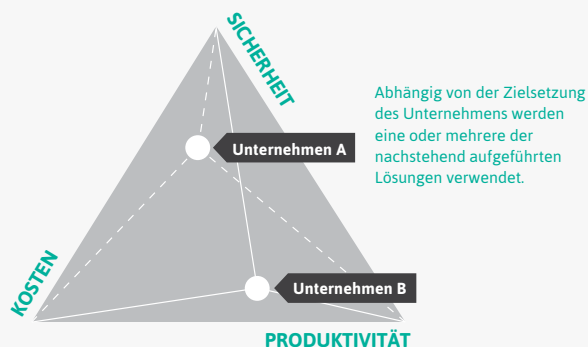 SICHERHEIT
Abhängig von der Zielsetzung
des Unternehmens werden
eine oder mehrere der
nachstehend aufgeführten
Lösungen verwendet.
Unternehmen A
KOSTEN
Unternehmen B
PRODUKTIVITÄT